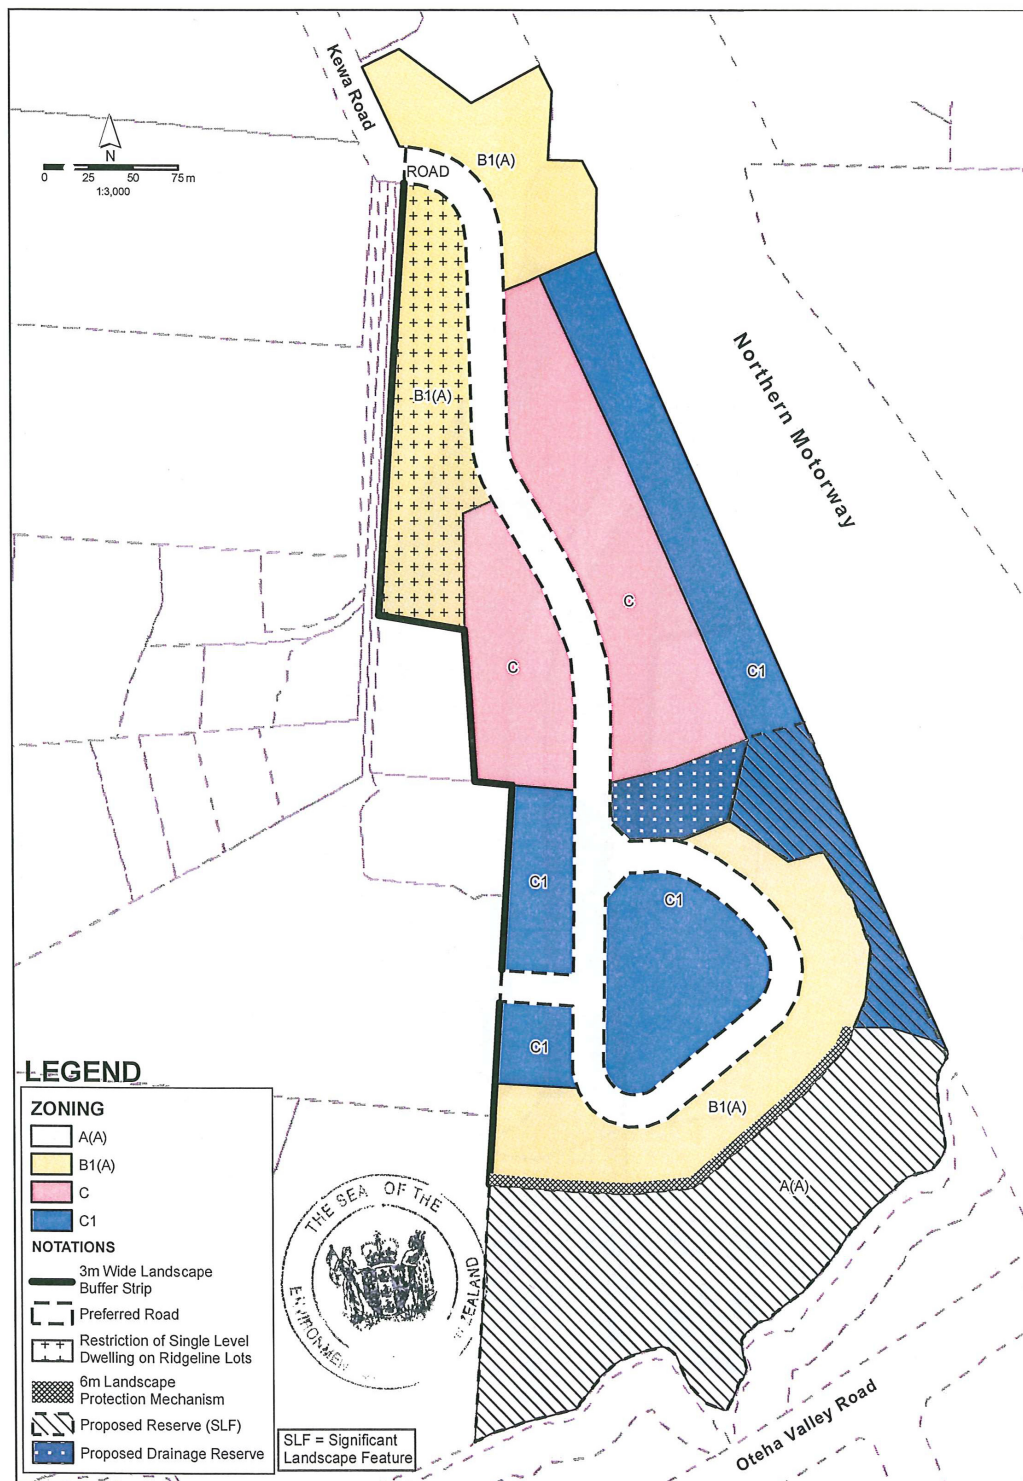 Kewa Road
N
0 25 50 75 m
1:3,000
B1(A)
ROAD
B1(A)
Northern Motorway
C
C
C1
C1
C1
C1
B1(A)
A(A)
Oteha Valley Road
LEGEND
ZONING
A(A)
B1(A)
C
C1
NOTATIONS
3m Wide Landscape
Buffer Strip
Preferred Road
Restriction of Single Level
Dwelling on Ridgeline Lots
6m Landscape
Protection Mechanism
Proposed Reserve (SLF)
Proposed Drainage Reserve
SLF = Significant
Landscape Feature
THE SEAL OF THE
ZEALAND